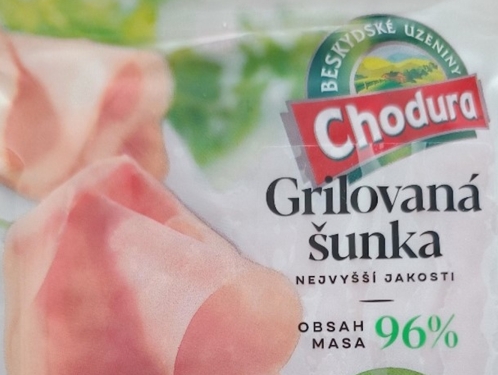 BESKYDSKÉ UZENINY
Chodura
Grilovaná
šunka
NEJVYŠŠÍ JAKOSTI
OBSAH
MASA 96%